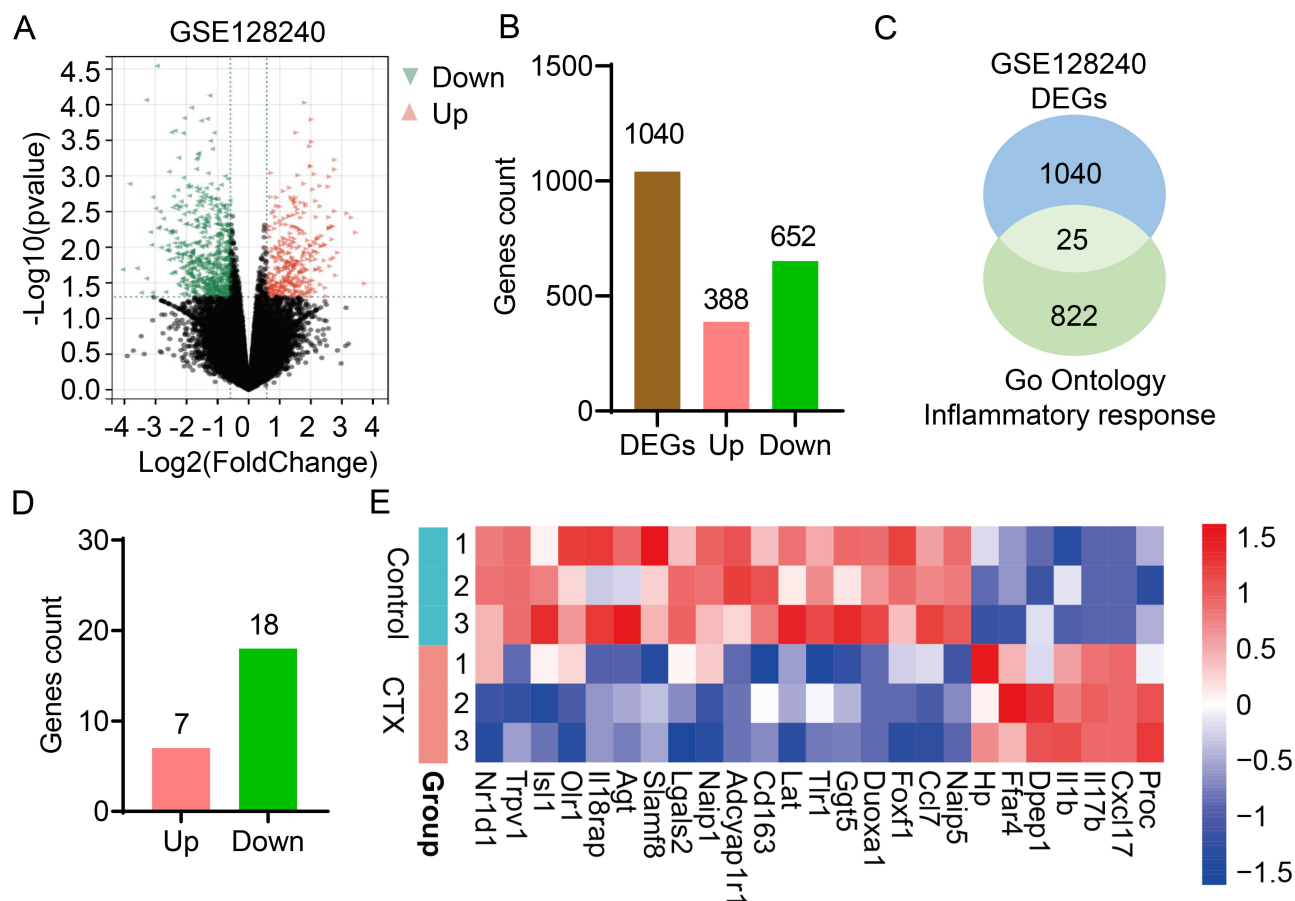 A
GSE128240
4.5
4.0
3.5
3.0
2.5
2.0
1.5
1.0
0.5
0.0
-Log10(pvalue)
-4 -3 -2 -1 0 1 2 3 4
Log2(FoldChange)
Down
Up
B
1500
1000
500
0
Genes count
1040
388
652
DEGs Up Down
C
GSE128240
DEGs
1040
25
822
Go Ontology
Inflammatory response
D
30
20
10
0
Genes count
7
18
Up Down
E
Control
CTX
1
2
3
1
2
3
Group
Nr1d1
Trpv1
Isl1
Olr1
Il18rap
Agt
Slamf8
Lgals2
Naip1
Adcyap1r1
Cd163
Lat
Tlr1
Ggt5
Duoxa1
Foxf1
Ccl7
Naip5
Hp
Ffar4
Dpep1
Il1b
Il17b
Cxcl17
Proc
1.5
1
0.5
0
−0.5
−1
−1.5